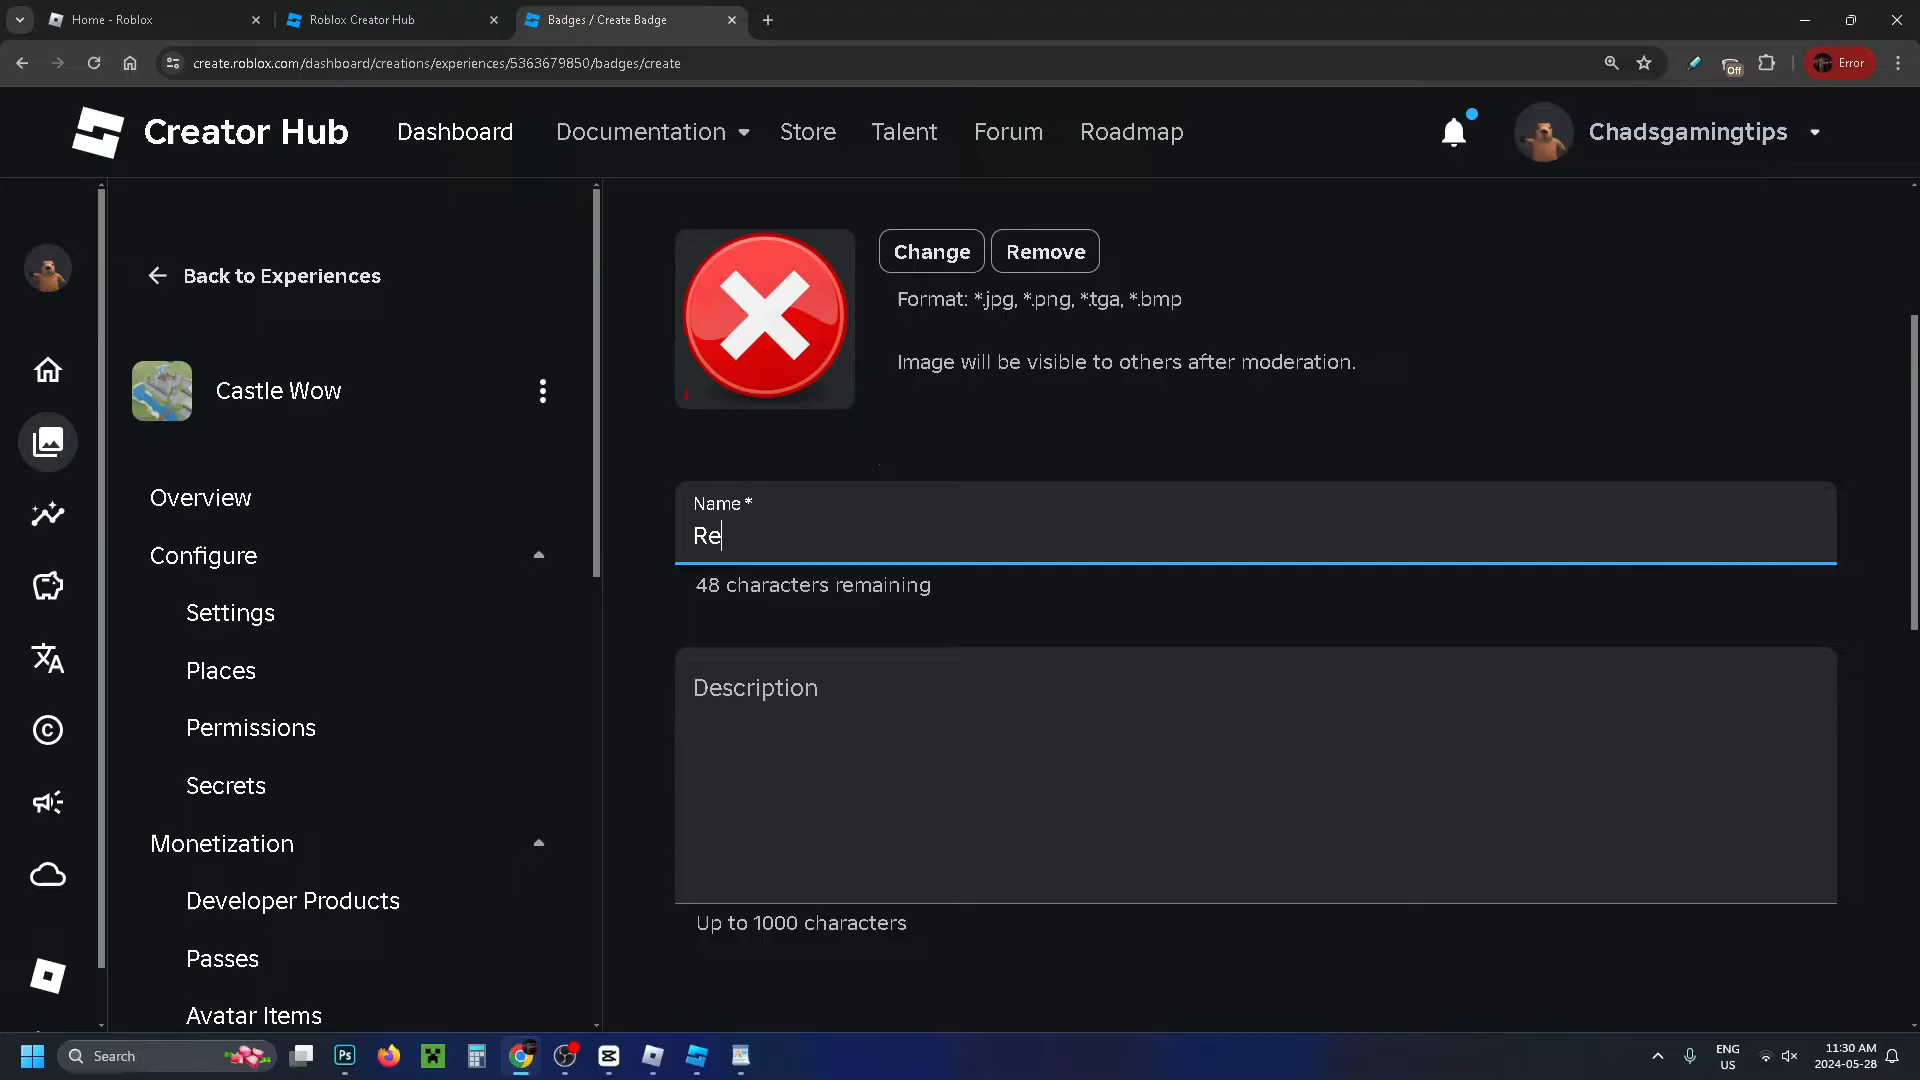 Home - Roblox
Roblox Creator Hub
Badges / Create Badge
create.roblox.com/dashboard/creations/experiences/5363679850/badges/create
Off
Error
Creator Hub
Dashboard
Documentation
Store
Talent
Forum
Roadmap
Chadsgamingtips
Back to Experiences
Castle Wow
Overview
Configure
Settings
Places
Permissions
Secrets
Monetization
Developer Products
Passes
Avatar Items
Change
Remove
Format: *.jpg, *.png, *.tga, *.bmp
Image will be visible to others after moderation.
Name *
Re
48 characters remaining
Description
Up to 1000 characters
Search
Ps
ENG
US
11:30 AM
2024-05-28